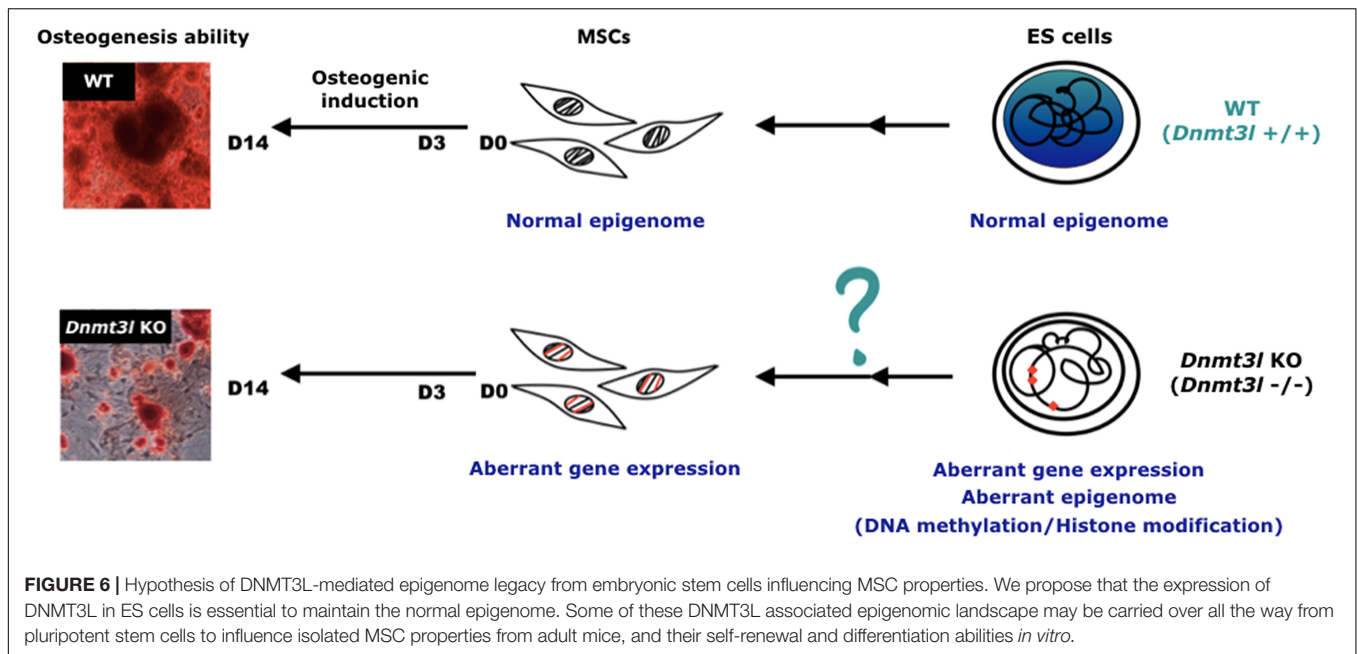 Osteogenesis ability
MSCs
ES cells
WT
Osteogenic
induction
D14
D3
D0
WT
(Dnmt3l +/+)
Normal epigenome
Normal epigenome
Dnmt3l KO
?
D14
D3
D0
Dnmt3l KO
(Dnmt3l -/-)
Aberrant gene expression
Aberrant gene expression
Aberrant epigenome
(DNA methylation/Histone modification)
FIGURE 6 | Hypothesis of DNMT3L-mediated epigenome legacy from embryonic stem cells influencing MSC properties. We propose that the expression of
DNMT3L in ES cells is essential to maintain the normal epigenome. Some of these DNMT3L associated epigenomic landscape may be carried over all the way from
pluripotent stem cells to influence isolated MSC properties from adult mice, and their self-renewal and differentiation abilities in vitro.